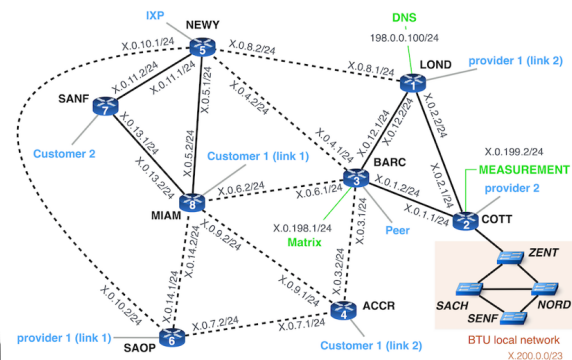 IXP
NEWY
5
X.0.10.1/24
X.0.8.2/24
DNS
198.0.0.100/24
LOND
provider 1 (link 2)
X.0.8.1/24
1
X.0.11.2/24
X.0.11.1/24
X.0.5.1/24
X.0.4.2/24
SANF
7
X.0.13.1/24
Customer 2
X.0.12.1/24
X.0.12.2/24
X.0.2.2/24
X.0.4.1/24
X.0.199.2/24
MEASUREMENT
provider 2
X.0.5.2/24
Customer 1 (link 1)
BARC
3
X.0.13.2/24
X.0.6.2/24
X.0.6.1/24
X.0.1.2/24
X.0.2.1/24
8
MIAM
X.0.198.1/24
Matrix
Peer
X.0.1.1/24
2
COTT
X.0.14.2/24
X.0.9.2/24
X.0.3.1/24
ZENT
X.0.10.2/24
X.0.14.1/24
X.0.9.1/24
X.0.3.2/24
SACH
NORD
SENF
ACCR
4
X.0.7.2/24
X.0.7.1/24
provider 1 (link 1)
6
SAOP
Customer 1 (link 2)
BTU local network
X.200.0.0/23